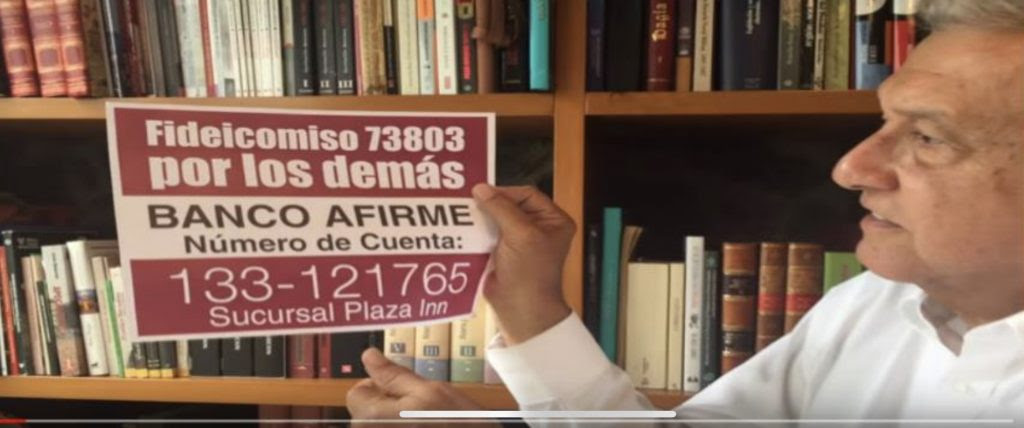 Fideicomiso 73803
por los demás
BANCO AFIRME
Número de Cuenta:
133-121765
Sucursal Plaza Inn